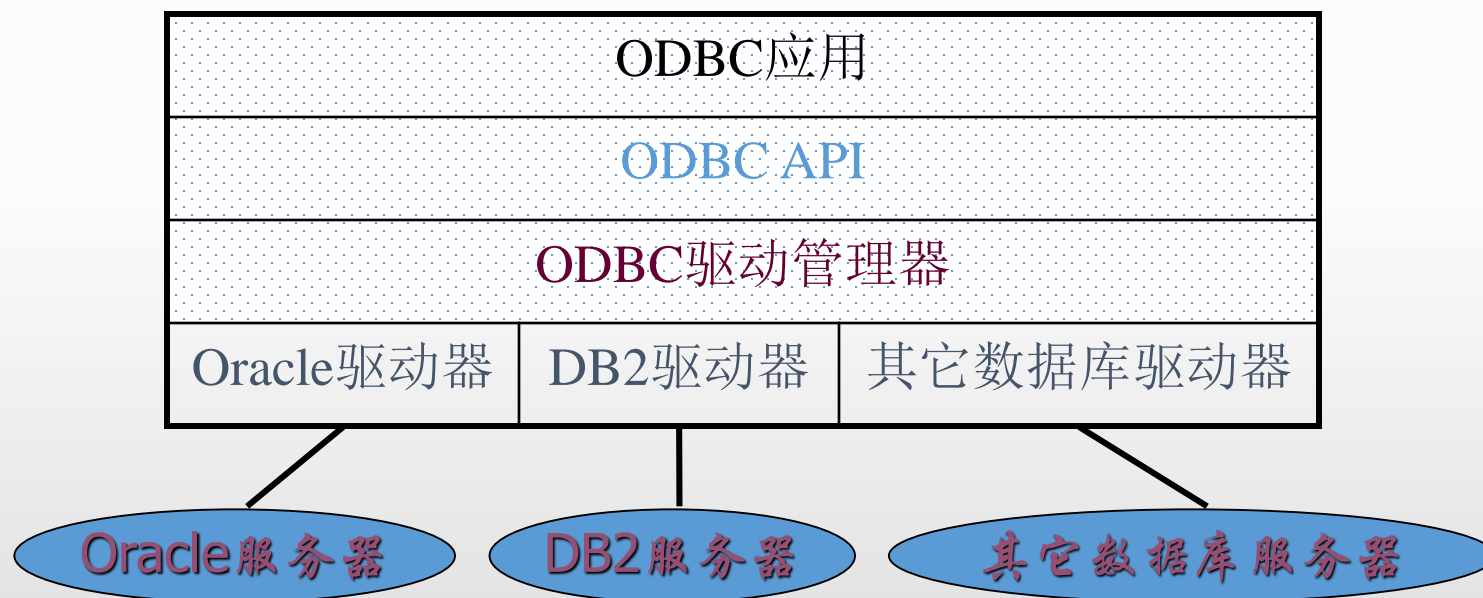 ODBC应用
ODBC API
ODBC驱动管理器
Oracle驱动器 DB2驱动器 其它数据库驱动器
Oracle服务器 DB2服务器 其它数据库服务器